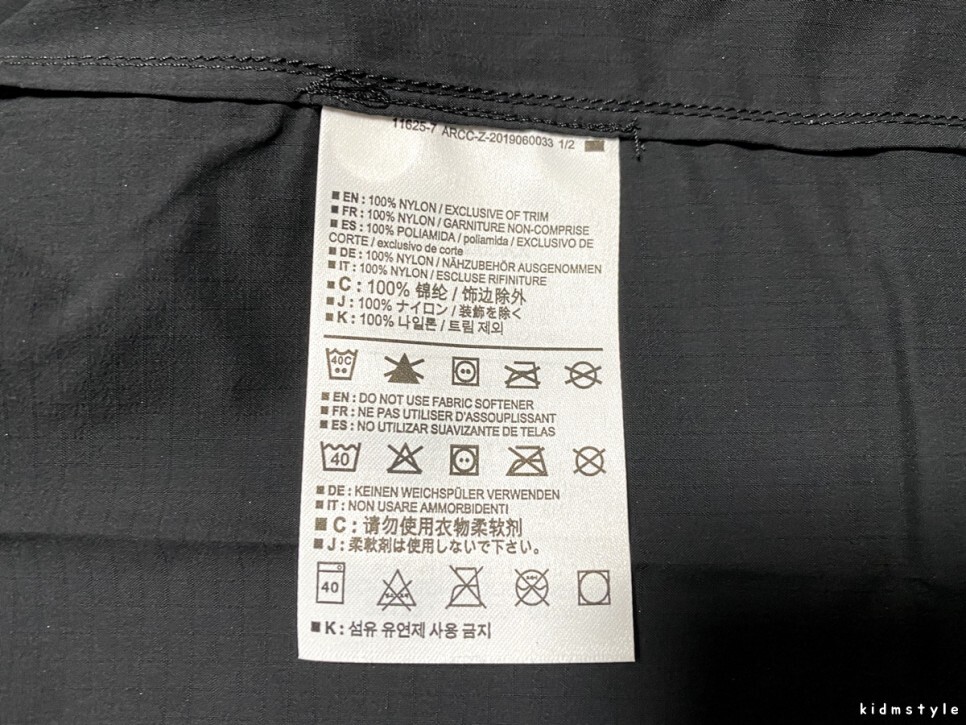 11625-7 ARCC-Z-2019060033 1/2
EN : 100% NYLON / EXCLUSIVE OF TRIM
FR : 100% NYLON / GARNITURE NON-COMPRISE
ES : 100% POLIAMIDA / poliamida / EXCLUSIVO DE
CORTE / exclusivo de corte
DE : 100% NYLON / NÄHZUBEHÖR AUSGENOMMEN
IT : 100% NYLON / ESCLUSE RIFINITURE
C : 100% 锦纶 / 饰边除外
J : 100% ナイロン / 装飾を除く
K : 100% 나일론 / 트림 제외
40C
EN : DO NOT USE FABRIC SOFTENER
FR : NE PAS UTILISER D'ASSOUPLISSANT
ES : NO UTILIZAR SUAVIZANTE DE TELAS
40
DE : KEINEN WEICHSPÜLER VERWENDEN
IT : NON USARE AMMORBIDENTI
C : 请勿使用衣物柔软剂
J : 柔軟剤は使用しないで下さい。
40
K : 섬유 유연제 사용 금지
kidmstyle